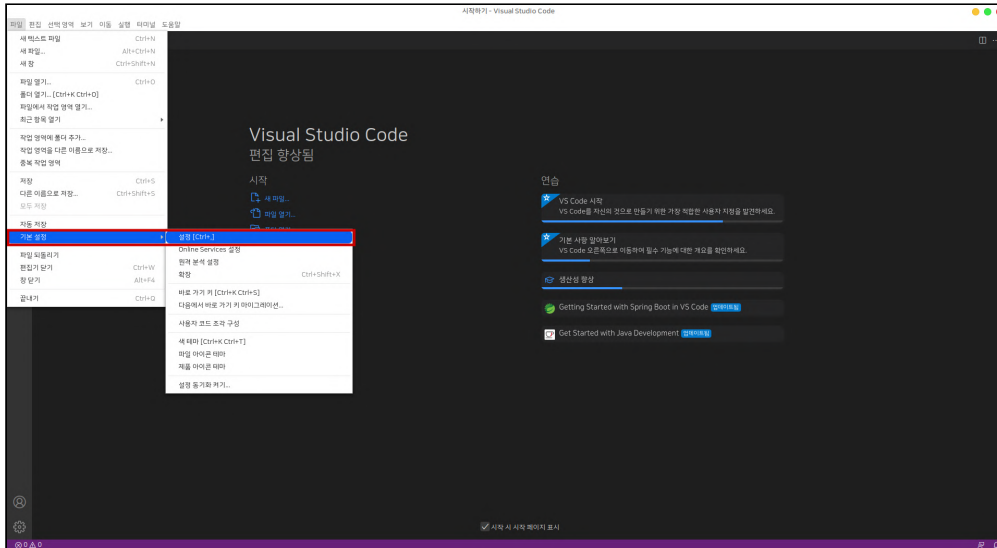 시작하기 - Visual Studio Code
파일 편집 선택 영역 보기 이동 실행 터미널 도움말
새 텍스트 파일 Ctrl+N
새 파일... Alt+Ctrl+N
새 창 Ctrl+Shift+N
파일 열기... Ctrl+O
폴더 열기... [Ctrl+K Ctrl+O]
파일에서 작업 영역 열기...
최근 항목 열기
작업 영역에 폴더 추가...
작업 영역을 다른 이름으로 저장...
중복 작업 영역
저장 Ctrl+S
다른 이름으로 저장... Ctrl+Shift+S
모두 저장
자동 저장
기본 설정
파일 되돌리기
편집기 닫기 Ctrl+W
창 닫기 Alt+F4
끝내기 Ctrl+Q
설정 [Ctrl+,]
Online Services 설정
원격 분석 설정
확장 Ctrl+Shift+X
바로 가기 키 [Ctrl+K Ctrl+S]
다음에서 바로 가기 키 마이그레이션...
사용자 코드 조각 구성
색 테마 [Ctrl+K Ctrl+T]
파일 아이콘 테마
제품 아이콘 테마
설정 동기화 켜기...
Visual Studio Code
편집 향상됨
시작
새 파일...
파일 열기...
연습
VS Code 시작
VS Code를 자신의 것으로 만들기 위한 가장 적합한 사용자 지정을 발견하세요.
기본 사항 알아보기
VS Code 오른쪽으로 이동하여 필수 기능에 대한 개요를 확인하세요.
생산성 향상
Getting Started with Spring Boot in VS Code 업데이트됨
Get Started with Java Development 업데이트됨
시작 시 시작 페이지 표시
0 0